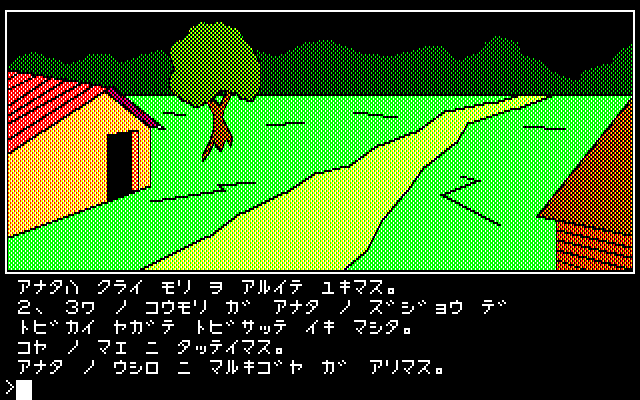 アナタハ クライ モリ ヲ アルイテ ユキマス。
2、 3ワ ノ コウモリ ガ アナタ ノ ズジョウ デ
トビカイ ヤガテ トビサッテ イキ マシタ。
コヤ ノ マエ ニ タッテイマス。
アナタ ノ ウシロ ニ マルキゴヤ ガ アリマス。
>